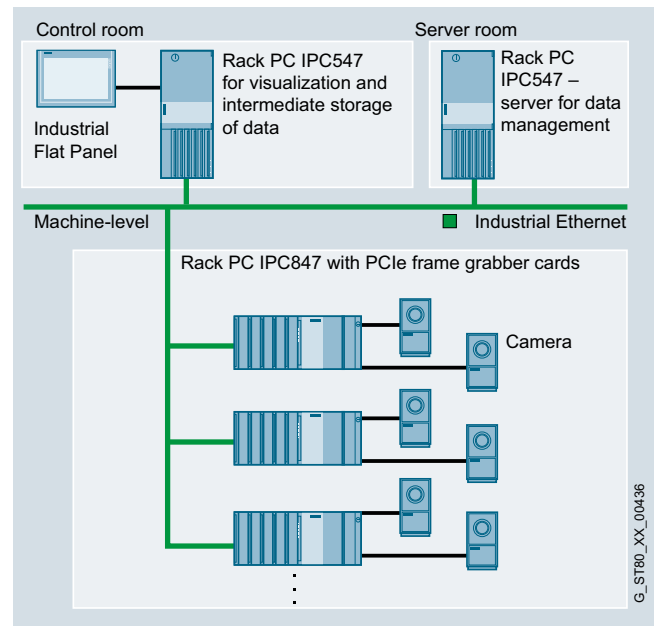 Control room
Rack PC IPC547
for visualization and
intermediate storage
of data
Industrial
Flat Panel
Server room
Rack PC
IPC547 –
server for data
management
Machine-level
Industrial Ethernet
Rack PC IPC847 with PCIe frame grabber cards
Camera
G_ST80_XX_00436